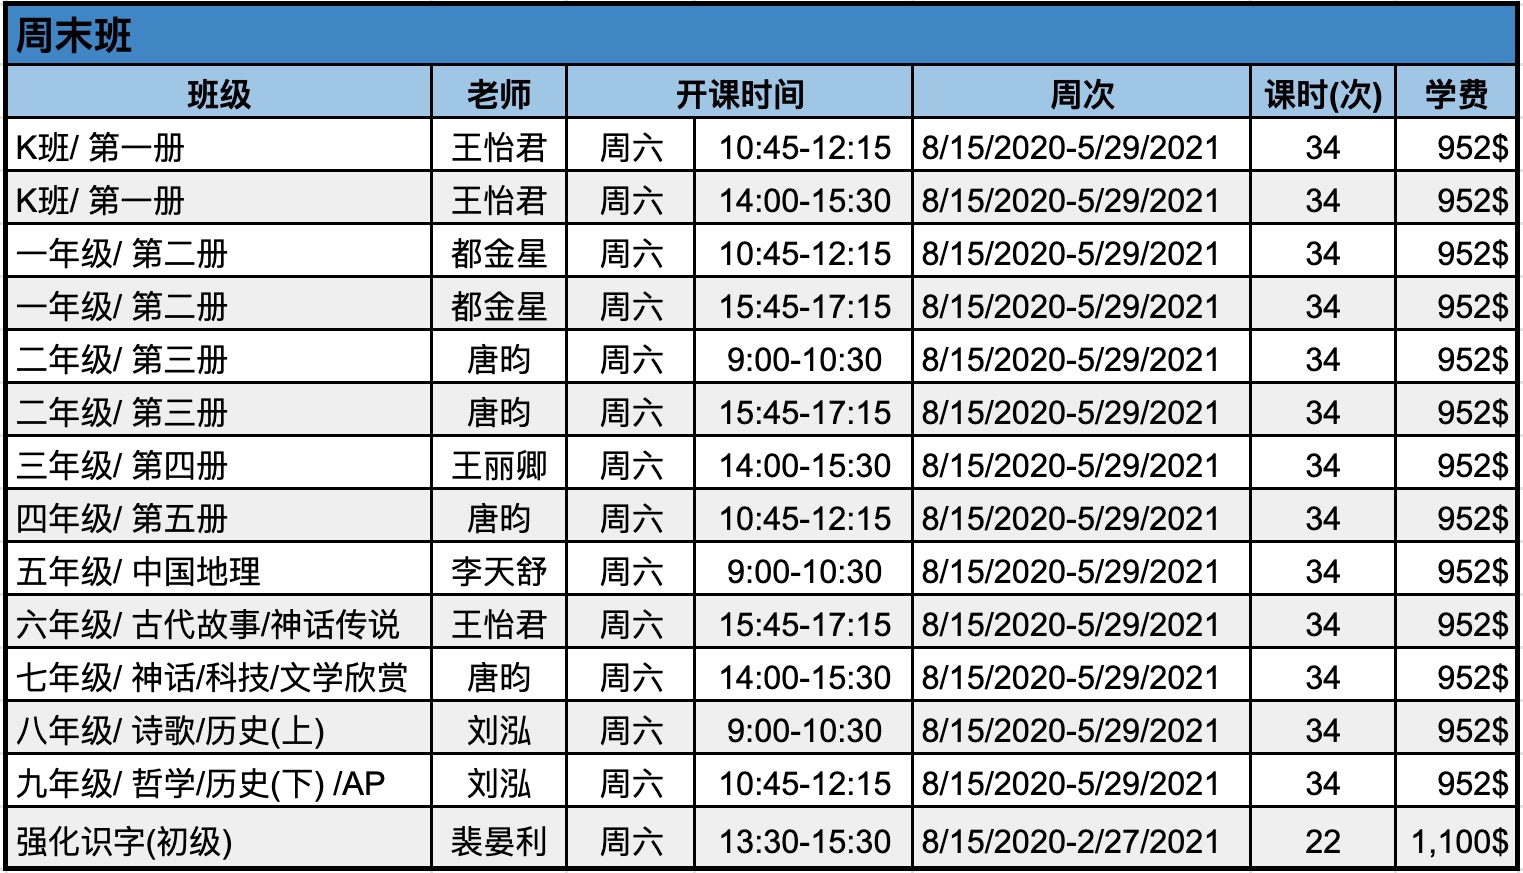 周末班
班级 老师 开课时间 周次 课时(次) 学费
K班/ 第一册 王怡君 周六 10:45-12:15 8/15/2020-5/29/2021 34 952$
K班/ 第一册 王怡君 周六 14:00-15:30 8/15/2020-5/29/2021 34 952$
一年级/ 第二册 都金星 周六 10:45-12:15 8/15/2020-5/29/2021 34 952$
一年级/ 第二册 都金星 周六 15:45-17:15 8/15/2020-5/29/2021 34 952$
二年级/ 第三册 唐昀 周六 9:00-10:30 8/15/2020-5/29/2021 34 952$
二年级/ 第三册 唐昀 周六 15:45-17:15 8/15/2020-5/29/2021 34 952$
三年级/ 第四册 王丽卿 周六 14:00-15:30 8/15/2020-5/29/2021 34 952$
四年级/ 第五册 唐昀 周六 10:45-12:15 8/15/2020-5/29/2021 34 952$
五年级/ 中国地理 李天舒 周六 9:00-10:30 8/15/2020-5/29/2021 34 952$
六年级/ 古代故事/神话传说 王怡君 周六 15:45-17:15 8/15/2020-5/29/2021 34 952$
七年级/ 神话/科技/文学欣赏 唐昀 周六 14:00-15:30 8/15/2020-5/29/2021 34 952$
八年级/ 诗歌/历史(上) 刘泓 周六 9:00-10:30 8/15/2020-5/29/2021 34 952$
九年级/ 哲学/历史(下) /AP 刘泓 周六 10:45-12:15 8/15/2020-5/29/2021 34 952$
强化识字(初级) 裴晏利 周六 13:30-15:30 8/15/2020-2/27/2021 22 1,100$